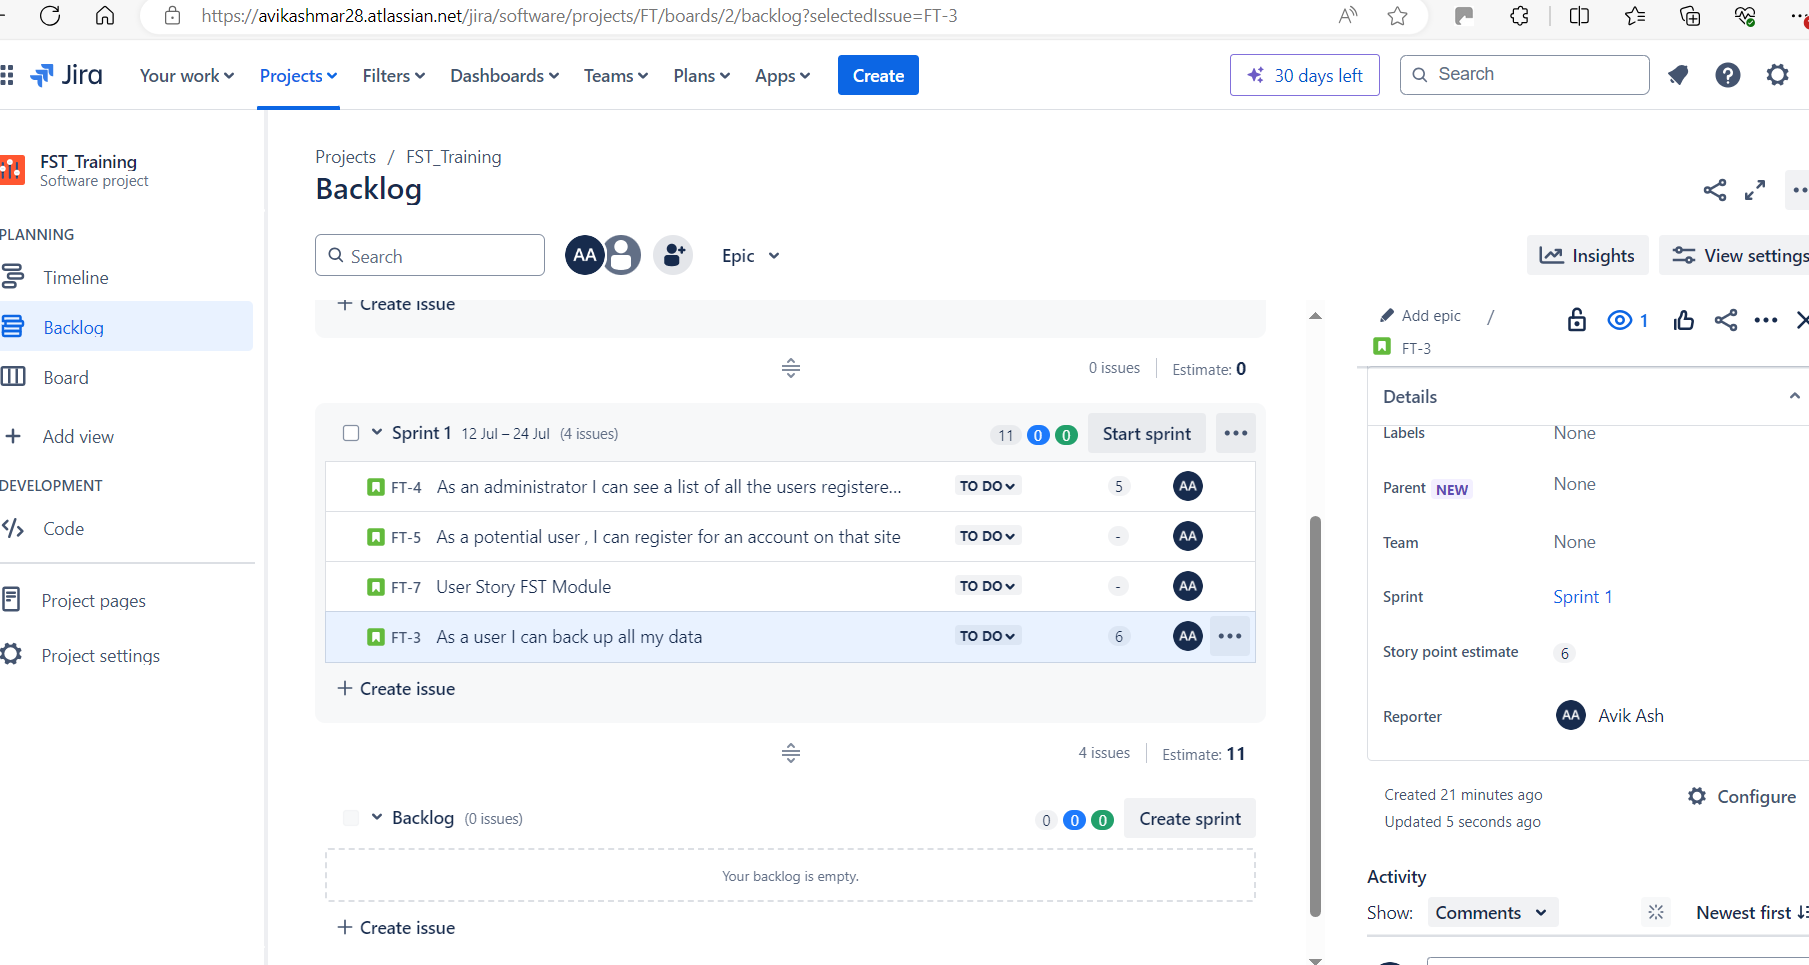 https://avikashmar28.atlassian.net/jira/software/projects/FT/boards/2/backlog?selectedIssue=FT-3
Jira Your work Projects Filters Dashboards Teams Plans Apps Create 30 days left Search
FST_Training
Software project
PLANNING
Timeline
Backlog
Board
Add view
DEVELOPMENT
Code
Project pages
Project settings
Projects / FST_Training
Backlog
Search AA Epic Insights View settings
+ Create issue
0 issues Estimate: 0
Sprint 1 12 Jul – 24 Jul (4 issues) 11 0 0 Start sprint
FT-4 As an administrator I can see a list of all the users registere... TO DO 5 AA
FT-5 As a potential user , I can register for an account on that site TO DO - AA
FT-7 User Story FST Module TO DO - AA
FT-3 As a user I can back up all my data TO DO 6 AA
+ Create issue
4 issues Estimate: 11
Backlog (0 issues) 0 0 0 Create sprint
Your backlog is empty.
+ Create issue
Add epic / 1
FT-3
Details
Labels None
Parent NEW None
Team None
Sprint Sprint 1
Story point estimate 6
Reporter AA Avik Ash
Created 21 minutes ago Configure
Updated 5 seconds ago
Activity
Show: Comments Newest first